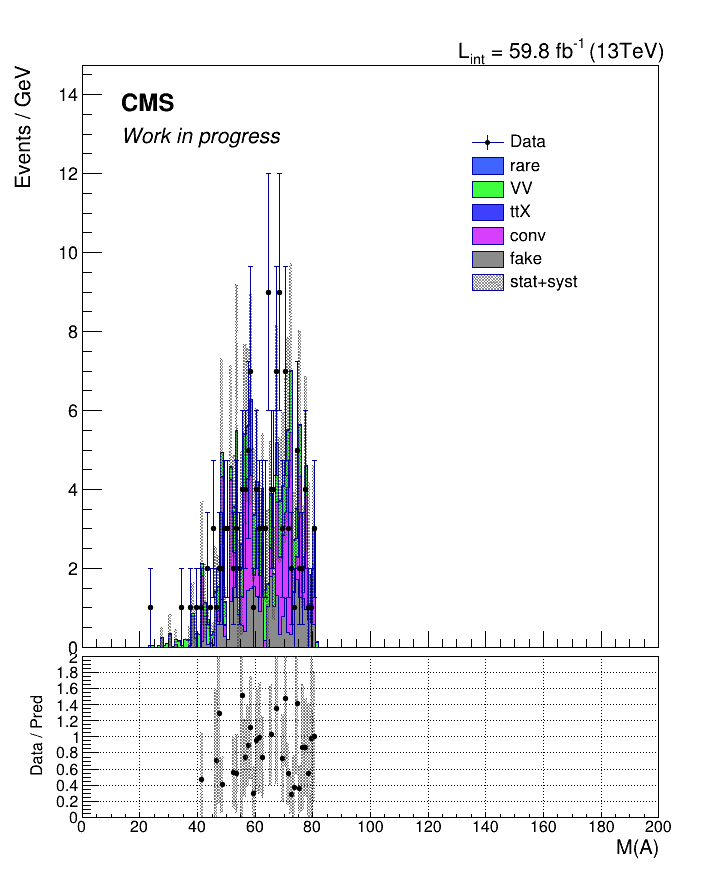 L_int = 59.8 fb^-1 (13TeV)
Events / GeV
CMS
Work in progress
Data
rare
VV
ttX
conv
fake
stat+syst
14
12
10
8
6
4
2
0
Data / Pred
2
1.8
1.6
1.4
1.2
1
0.8
0.6
0.4
0.2
0
0 20 40 60 80 100 120 140 160 180 200
M(A)